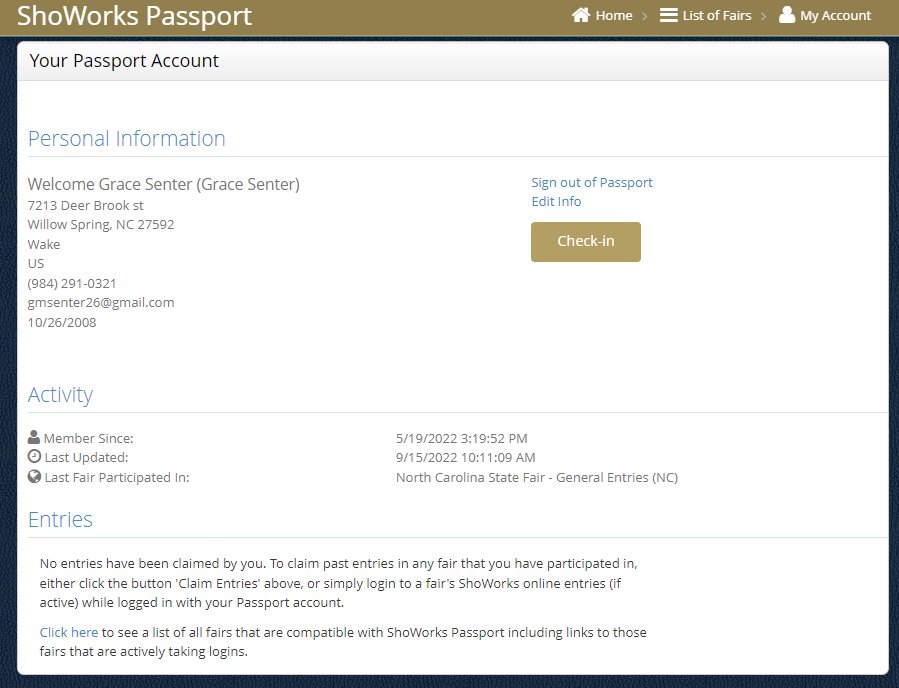 ShoWorks Passport
Home
List of Fairs
My Account
Your Passport Account
Personal Information
Welcome Grace Senter (Grace Senter)
7213 Deer Brook st
Willow Spring, NC 27592
Wake
US
(984) 291-0321
gmsenter26@gmail.com
10/26/2008
Sign out of Passport
Edit Info
Check-in
Activity
Member Since: 5/19/2022 3:19:52 PM
Last Updated: 9/15/2022 10:11:09 AM
Last Fair Participated In: North Carolina State Fair - General Entries (NC)
Entries
No entries have been claimed by you. To claim past entries in any fair that you have participated in,
either click the button 'Claim Entries' above, or simply login to a fair's ShoWorks online entries (if
active) while logged in with your Passport account.
Click here to see a list of all fairs that are compatible with ShoWorks Passport including links to those
fairs that are actively taking logins.